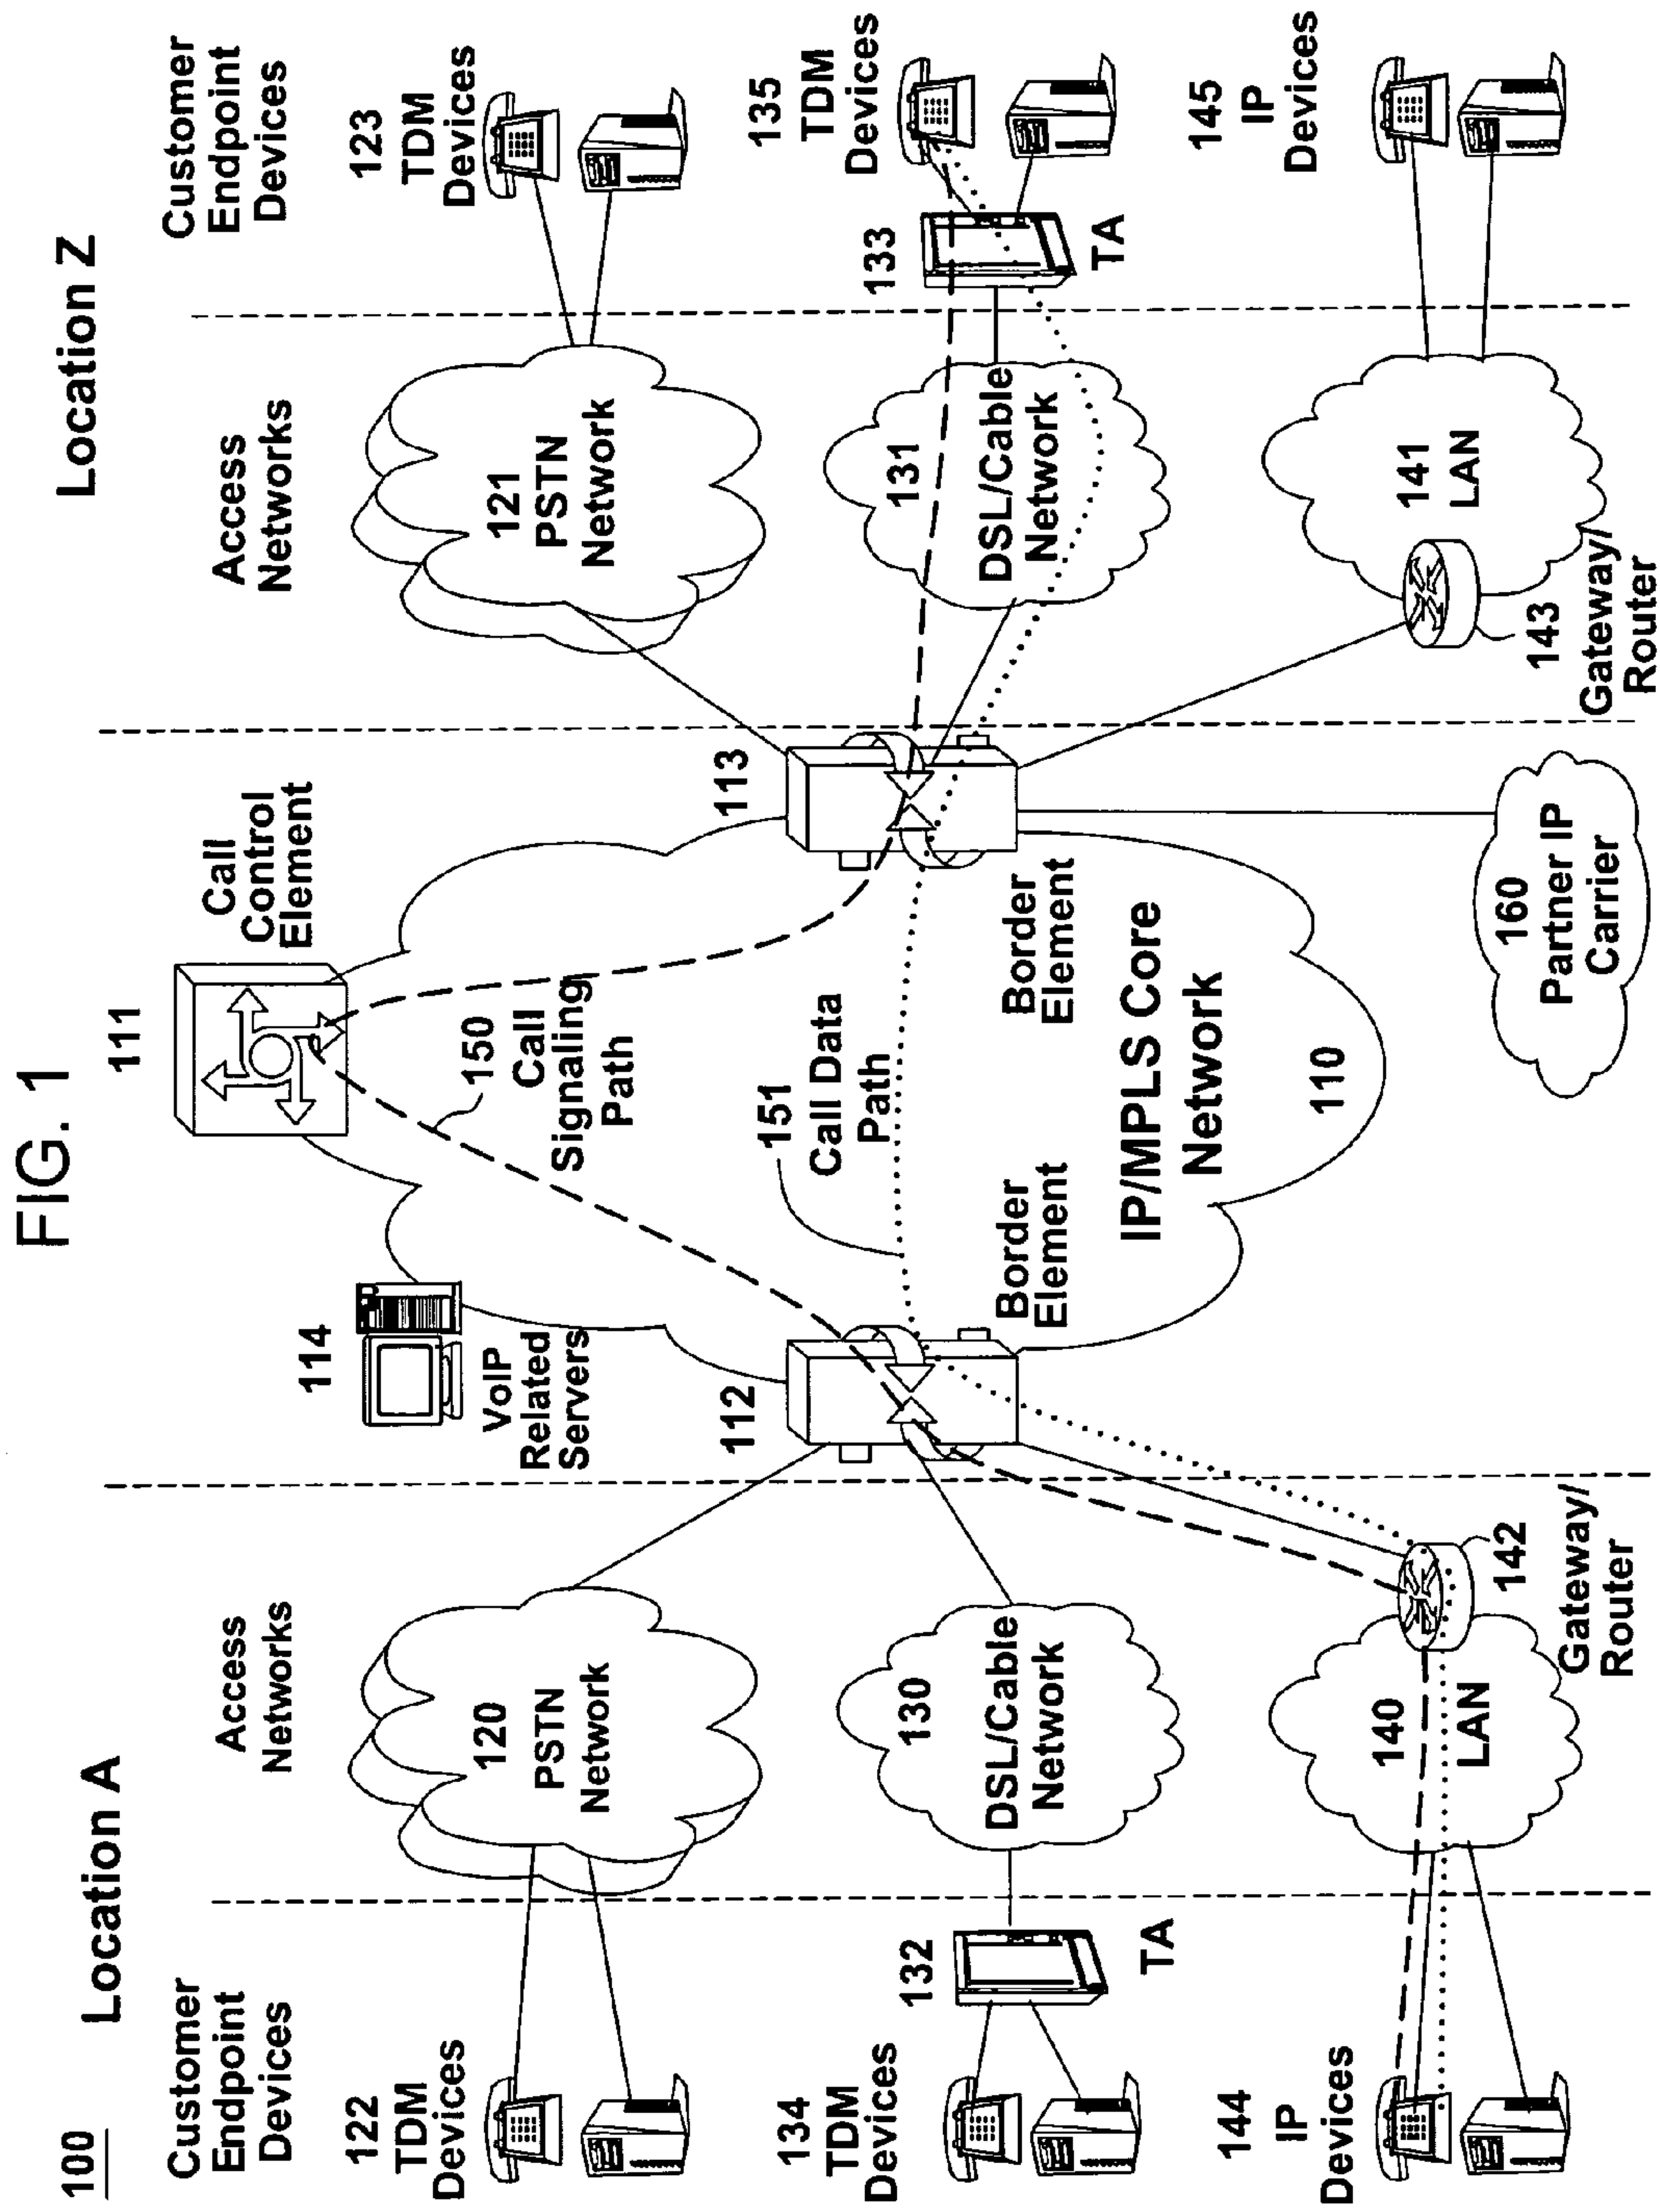 FIG. 1
100
Location A
Location Z
Customer
Endpoint
Devices
Access
Networks
114
VoIP
Related
Servers
111
Call
Control
Element
Access
Networks
Customer
Endpoint
Devices
122
TDM
Devices
120
PSTN
Network
112
150
Call
Signaling
Path
113
121
PSTN
Network
123
TDM
Devices
134
TDM
Devices
132
TA
130
DSL/Cable
Network
Border
Element
151
Call Data
Path
Border
Element
131
DSL/Cable
Network
133
TA
135
TDM
Devices
IP/MPLS Core
Network
110
144
IP
Devices
140
LAN
142
Gateway/
Router
160
Partner IP
Carrier
143
Gateway/
Router
141
LAN
145
IP
Devices